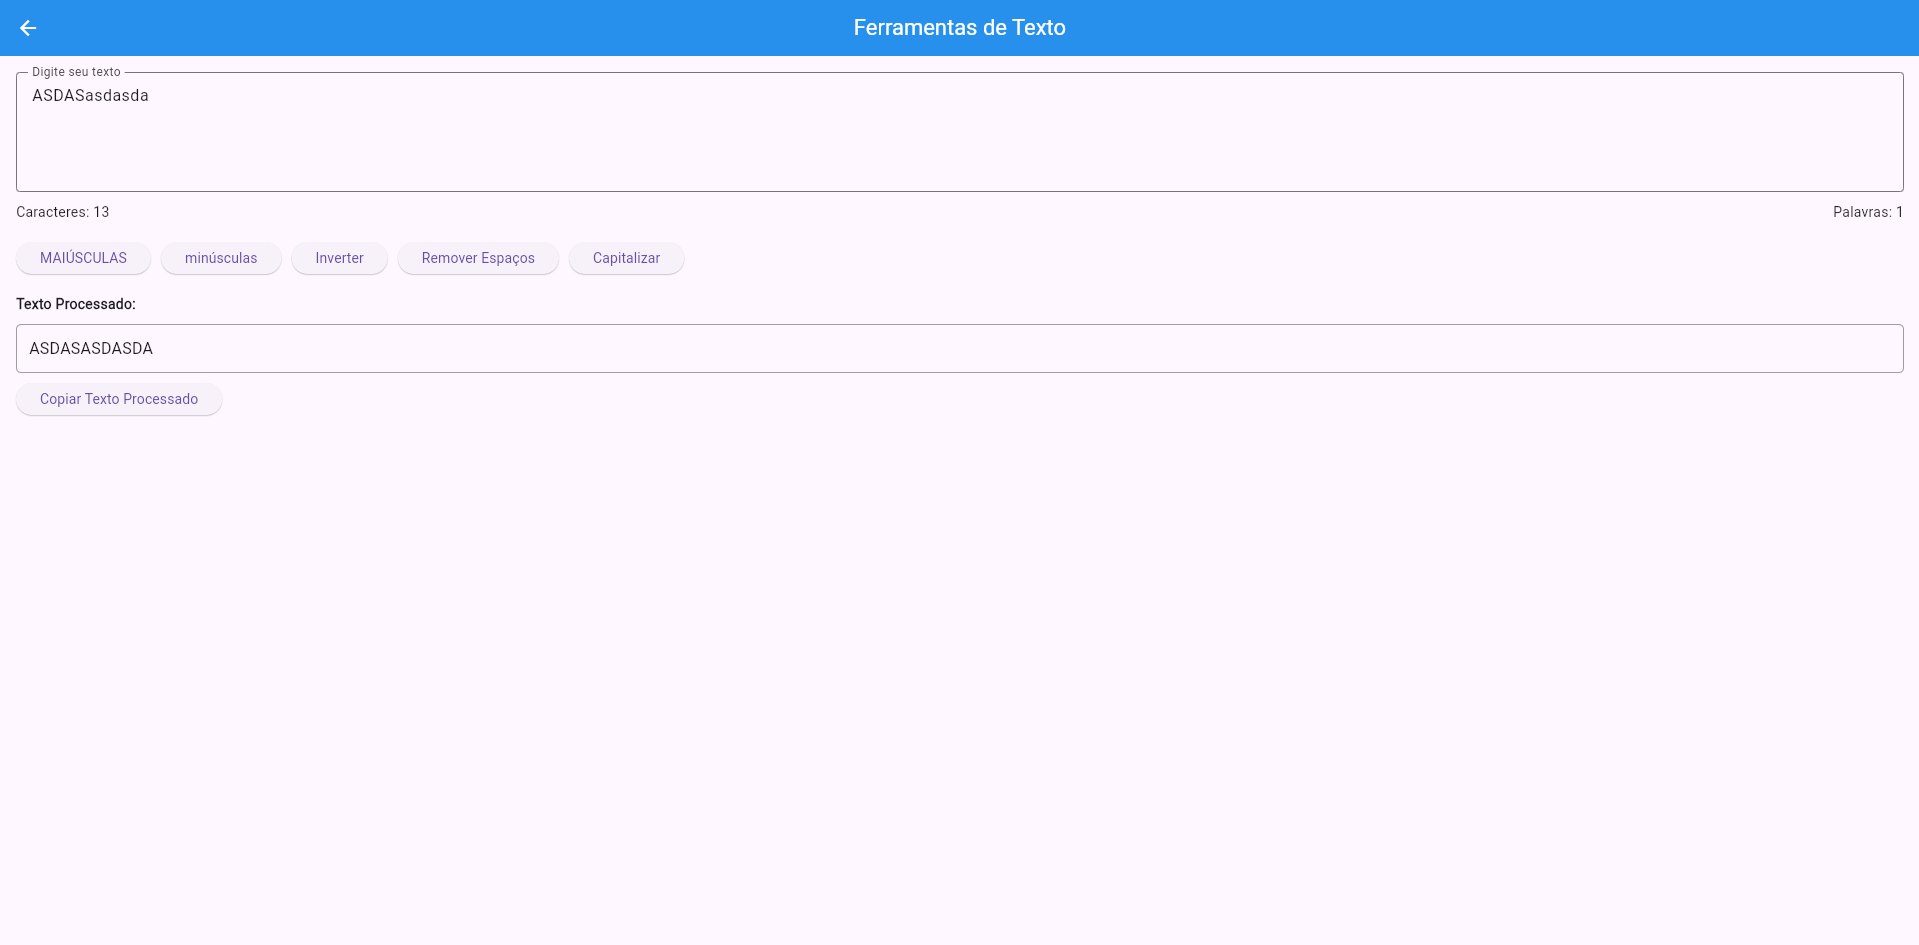 Ferramentas de Texto
Digite seu texto
ASDASasdasda
Caracteres: 13
Palavras: 1
MAIÚSCULAS
minúsculas
Inverter
Remover Espaços
Capitalizar
Texto Processado:
ASDASASDASDA
Copiar Texto Processado